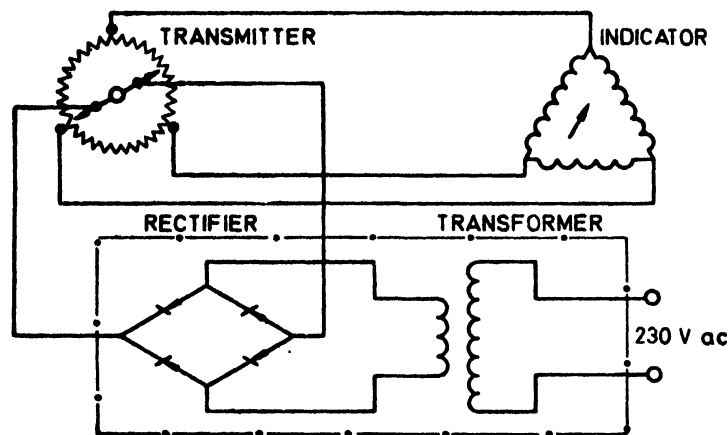 TRANSMITTER
INDICATOR
RECTIFIER
TRANSFORMER
230 V ac